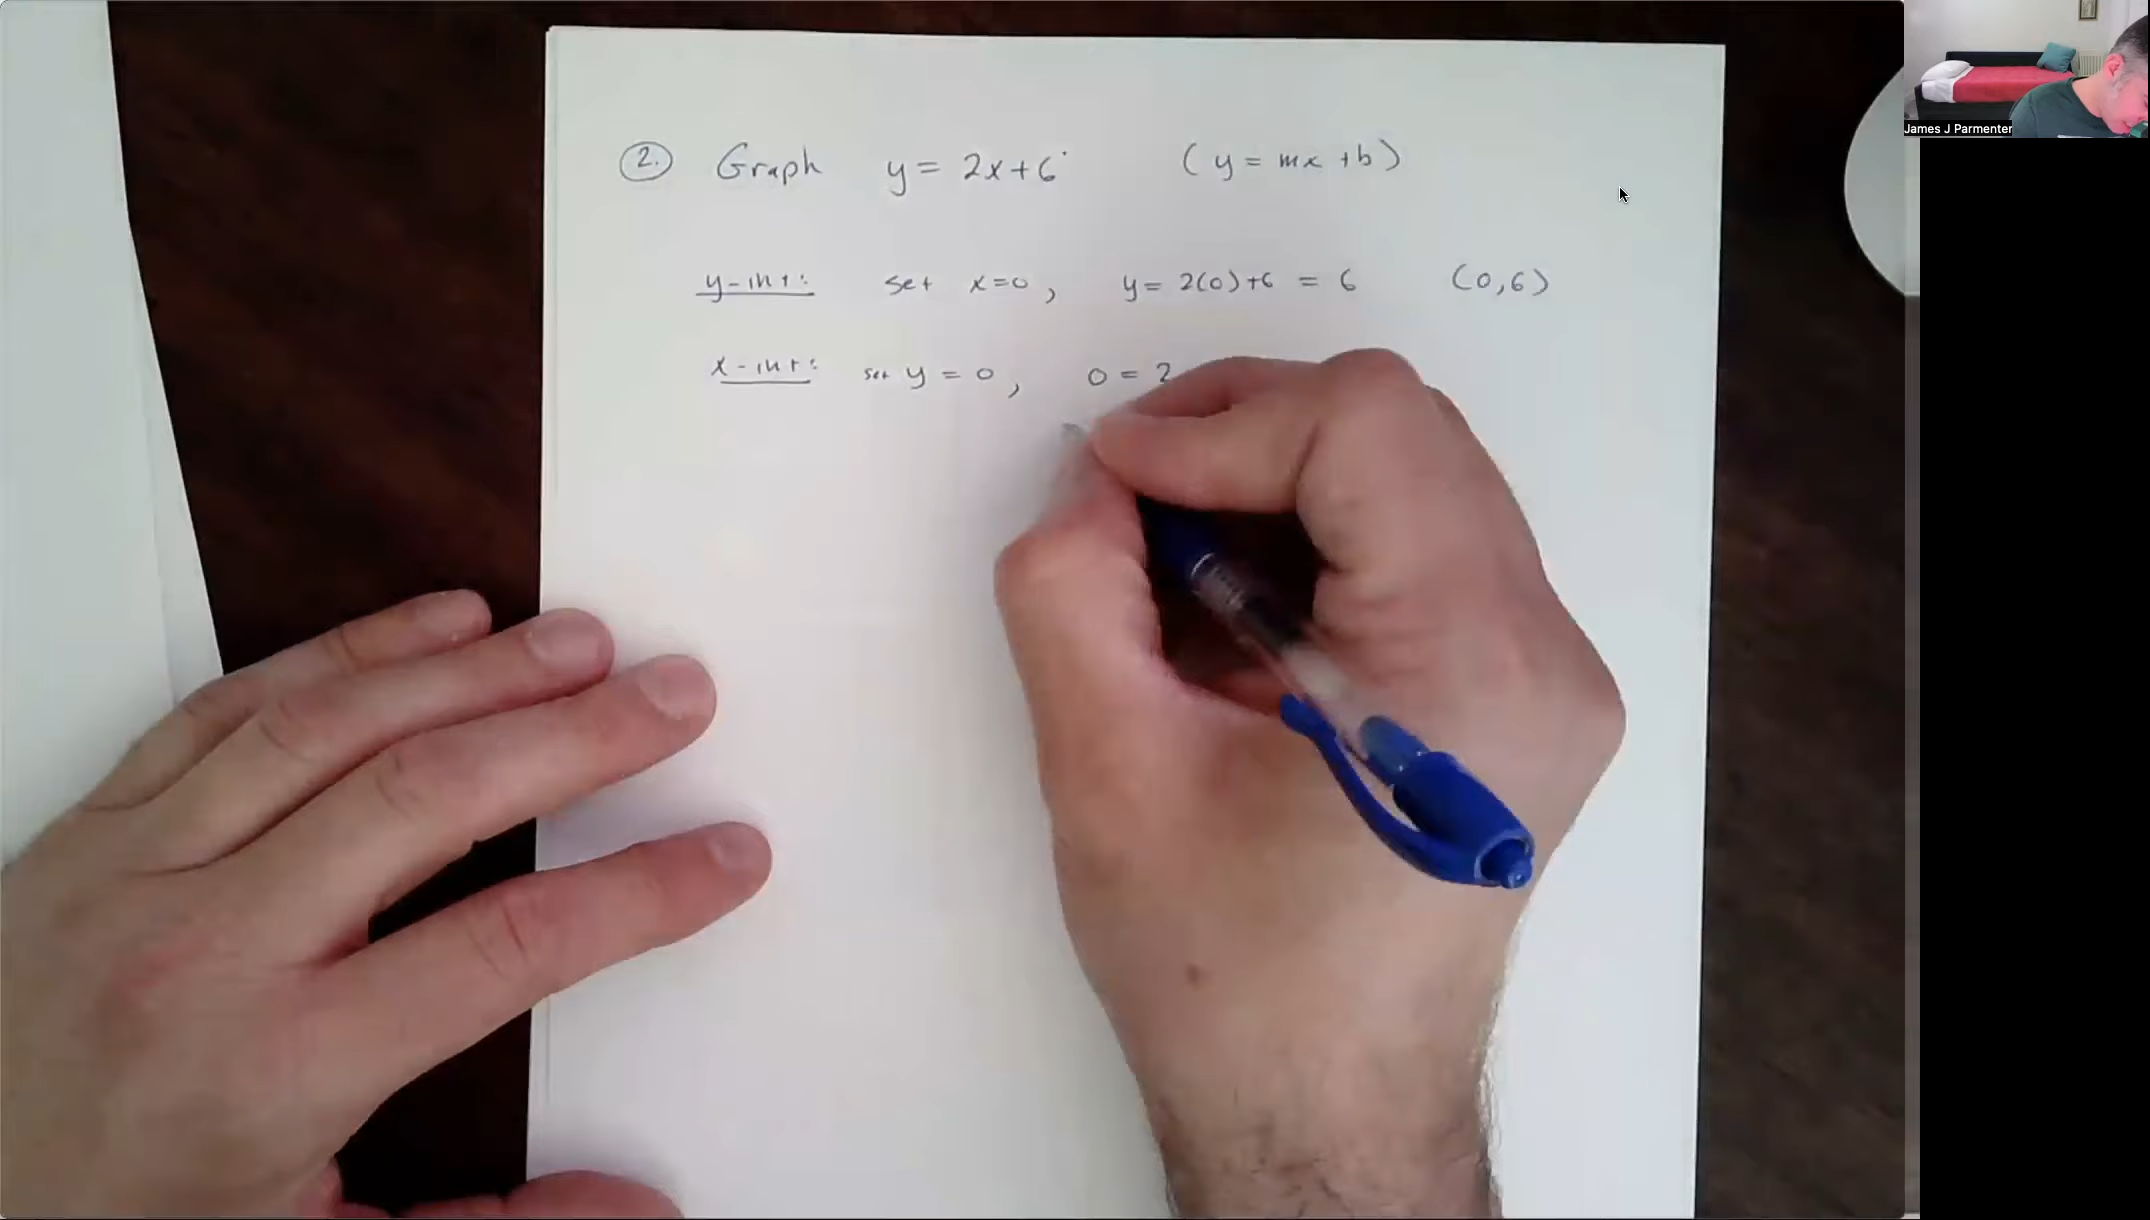 2. Graph y = 2x+6 (y = mx +b)
y-int: set x=0, y= 2(0)+6 = 6 (0,6)
x-int: set y = 0, 0 = 2
James J Parmenter